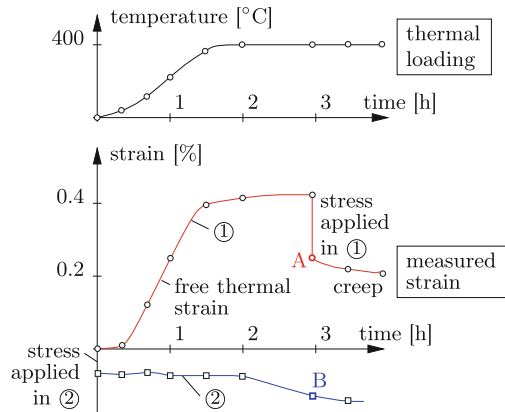 temperature [°C]
400
thermal
loading
1
2
3
time [h]
strain [%]
0.4
stress
applied
in ①
①
A
0.2
free thermal
strain
creep
measured
strain
1
2
3
time [h]
stress
applied
in ②
②
B